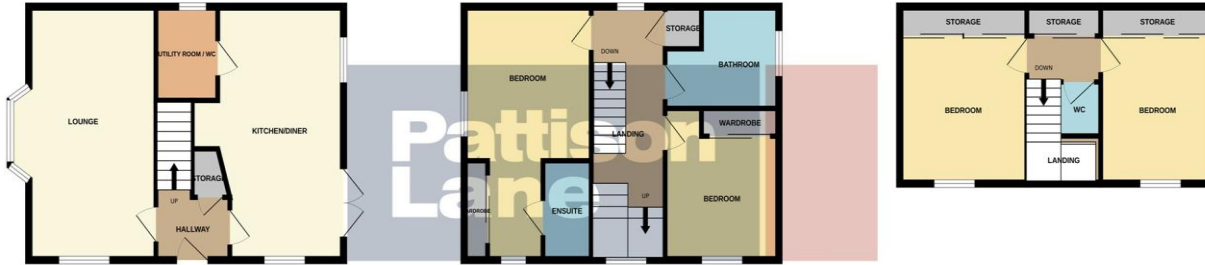 LOUNGE
UTILITY ROOM / WC
KITCHEN/DINER
STORAGE
UP
HALLWAY
BEDROOM
DOWN
STORAGE
BATHROOM
WARDROBE
LANDING
WARDROBE
ENSUITE
UP
BEDROOM
Pattison
Lane
STORAGE
STORAGE
STORAGE
DOWN
BEDROOM
WC
BEDROOM
LANDING